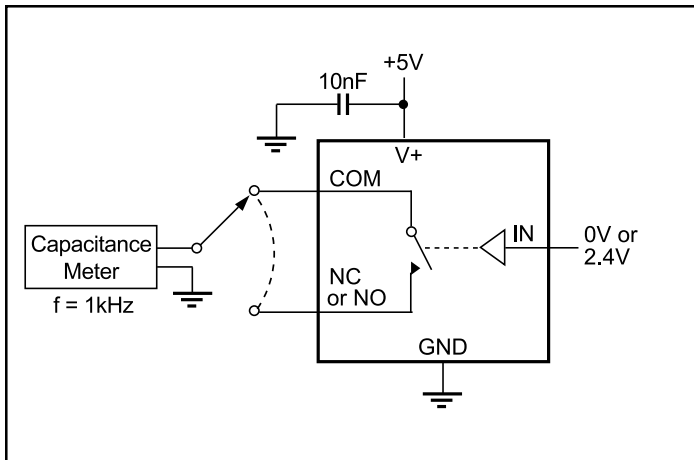 +5V
10nF
V+
COM
IN
0V or
2.4V
Capacitance
Meter
f = 1kHz
NC
or NO
GND